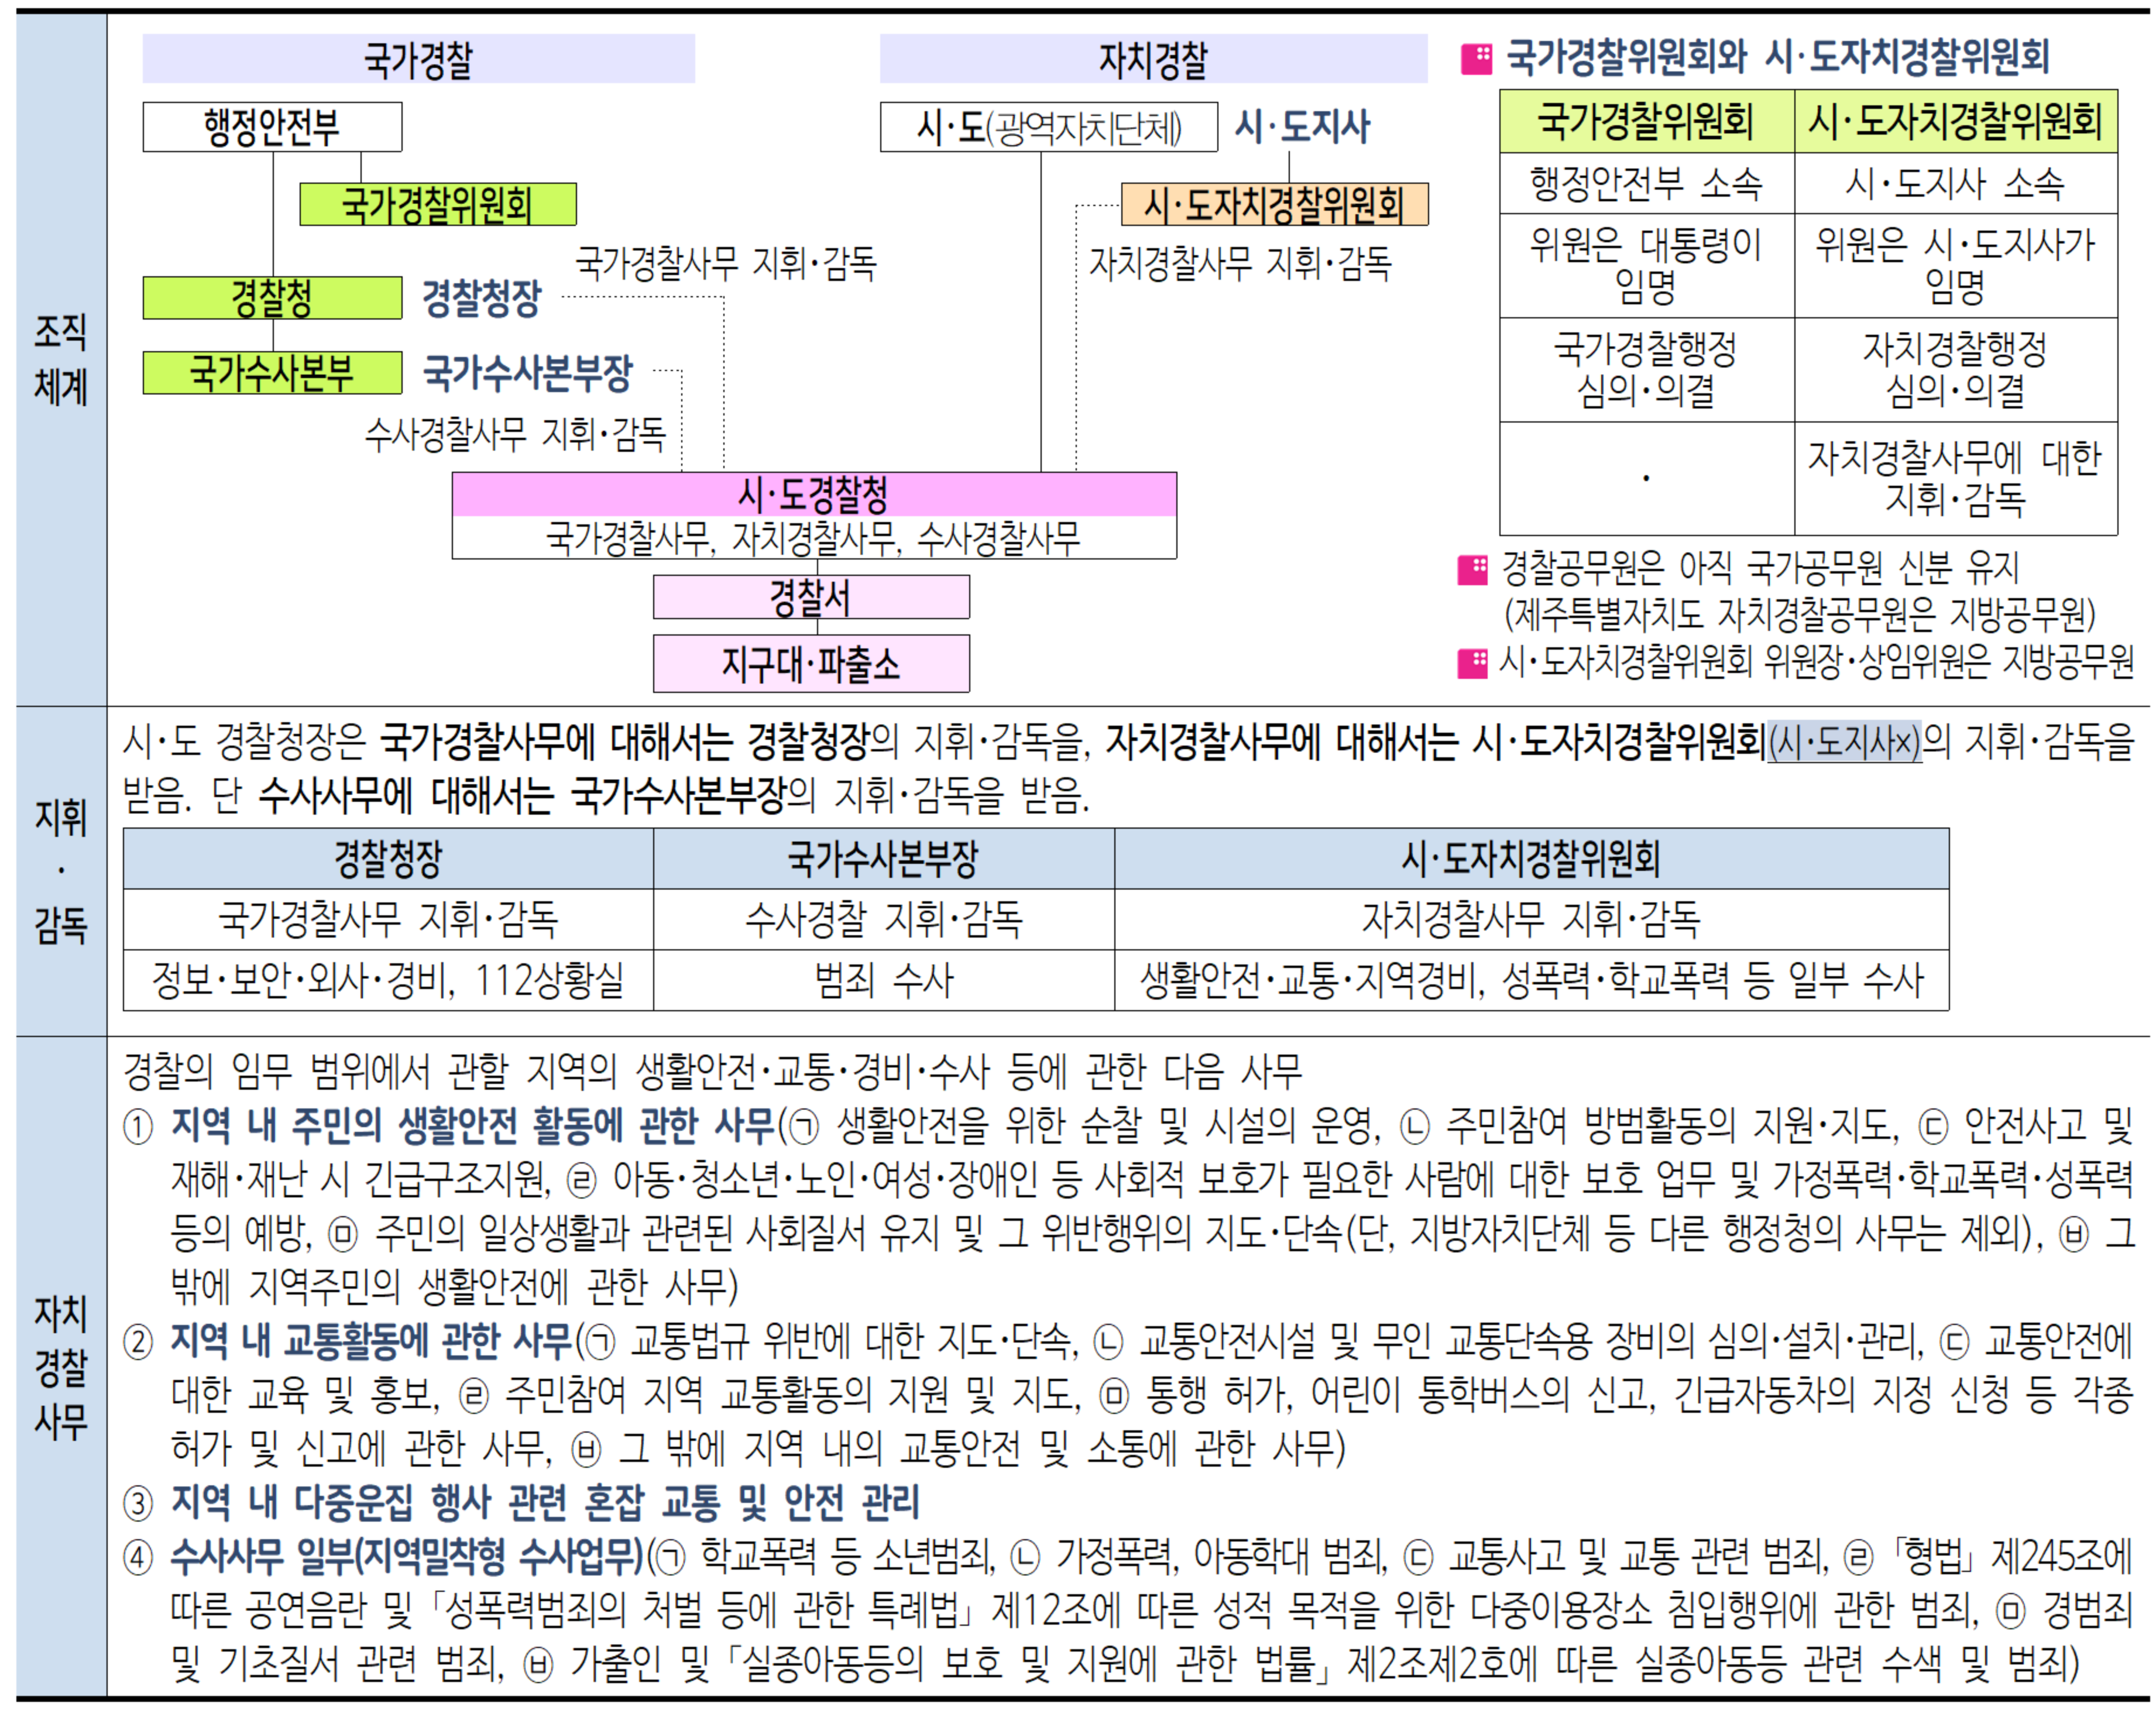 조직
체계
국가경찰
행정안전부
국가경찰위원회
국가경찰사무 지휘·감독
경찰청 경찰청장
국가수사본부 국가수사본부장
수사경찰사무 지휘·감독
자치경찰
시·도(광역자치단체) 시·도지사
시·도자치경찰위원회
자치경찰사무 지휘·감독
시·도경찰청
국가경찰사무, 자치경찰사무, 수사경찰사무
경찰서
지구대·파출소
국가경찰위원회와 시·도자치경찰위원회
국가경찰위원회 시·도자치경찰위원회
행정안전부 소속 시·도지사 소속
위원은 대통령이 위원은 시·도지사가
임명 임명
국가경찰행정 자치경찰행정
심의·의결 심의·의결
· 자치경찰사무에 대한
지휘·감독
경찰공무원은 아직 국가공무원 신분 유지
(제주특별자치도 자치경찰공무원은 지방공무원)
시·도자치경찰위원회 위원장·상임위원은 지방공무원
지휘
·
감독
시·도 경찰청장은 국가경찰사무에 대해서는 경찰청장의 지휘·감독을, 자치경찰사무에 대해서는 시·도자치경찰위원회(시·도지사×)의 지휘·감독을
받음. 단 수사사무에 대해서는 국가수사본부장의 지휘·감독을 받음.
경찰청장 국가수사본부장 시·도자치경찰위원회
국가경찰사무 지휘·감독 수사경찰 지휘·감독 자치경찰사무 지휘·감독
정보·보안·외사·경비, 112상황실 범죄 수사 생활안전·교통·지역경비, 성폭력·학교폭력 등 일부 수사
자치
경찰
사무
경찰의 임무 범위에서 관할 지역의 생활안전·교통·경비·수사 등에 관한 다음 사무
① 지역 내 주민의 생활안전 활동에 관한 사무(㉠ 생활안전을 위한 순찰 및 시설의 운영, ㉡ 주민참여 방범활동의 지원·지도, ㉢ 안전사고 및
재해·재난 시 긴급구조지원, ㉣ 아동·청소년·노인·여성·장애인 등 사회적 보호가 필요한 사람에 대한 보호 업무 및 가정폭력·학교폭력·성폭력
등의 예방, ㉤ 주민의 일상생활과 관련된 사회질서 유지 및 그 위반행위의 지도·단속(단, 지방자치단체 등 다른 행정청의 사무는 제외), ㉥ 그
밖에 지역주민의 생활안전에 관한 사무)
② 지역 내 교통활동에 관한 사무(㉠ 교통법규 위반에 대한 지도·단속, ㉡ 교통안전시설 및 무인 교통단속용 장비의 심의·설치·관리, ㉢ 교통안전에
대한 교육 및 홍보, ㉣ 주민참여 지역 교통활동의 지원 및 지도, ㉤ 통행 허가, 어린이 통학버스의 신고, 긴급자동차의 지정 신청 등 각종
허가 및 신고에 관한 사무, ㉥ 그 밖에 지역 내의 교통안전 및 소통에 관한 사무)
③ 지역 내 다중운집 행사 관련 혼잡 교통 및 안전 관리
④ 수사사무 일부(지역밀착형 수사업무)(㉠ 학교폭력 등 소년범죄, ㉡ 가정폭력, 아동학대 범죄, ㉢ 교통사고 및 교통 관련 범죄, ㉣ 「형법」 제245조에
따른 공연음란 및 「성폭력범죄의 처벌 등에 관한 특례법」 제12조에 따른 성적 목적을 위한 다중이용장소 침입행위에 관한 범죄, ㉤ 경범죄
및 기초질서 관련 범죄, ㉥ 가출인 및 「실종아동등의 보호 및 지원에 관한 법률」 제2조제2호에 따른 실종아동등 관련 수색 및 범죄)